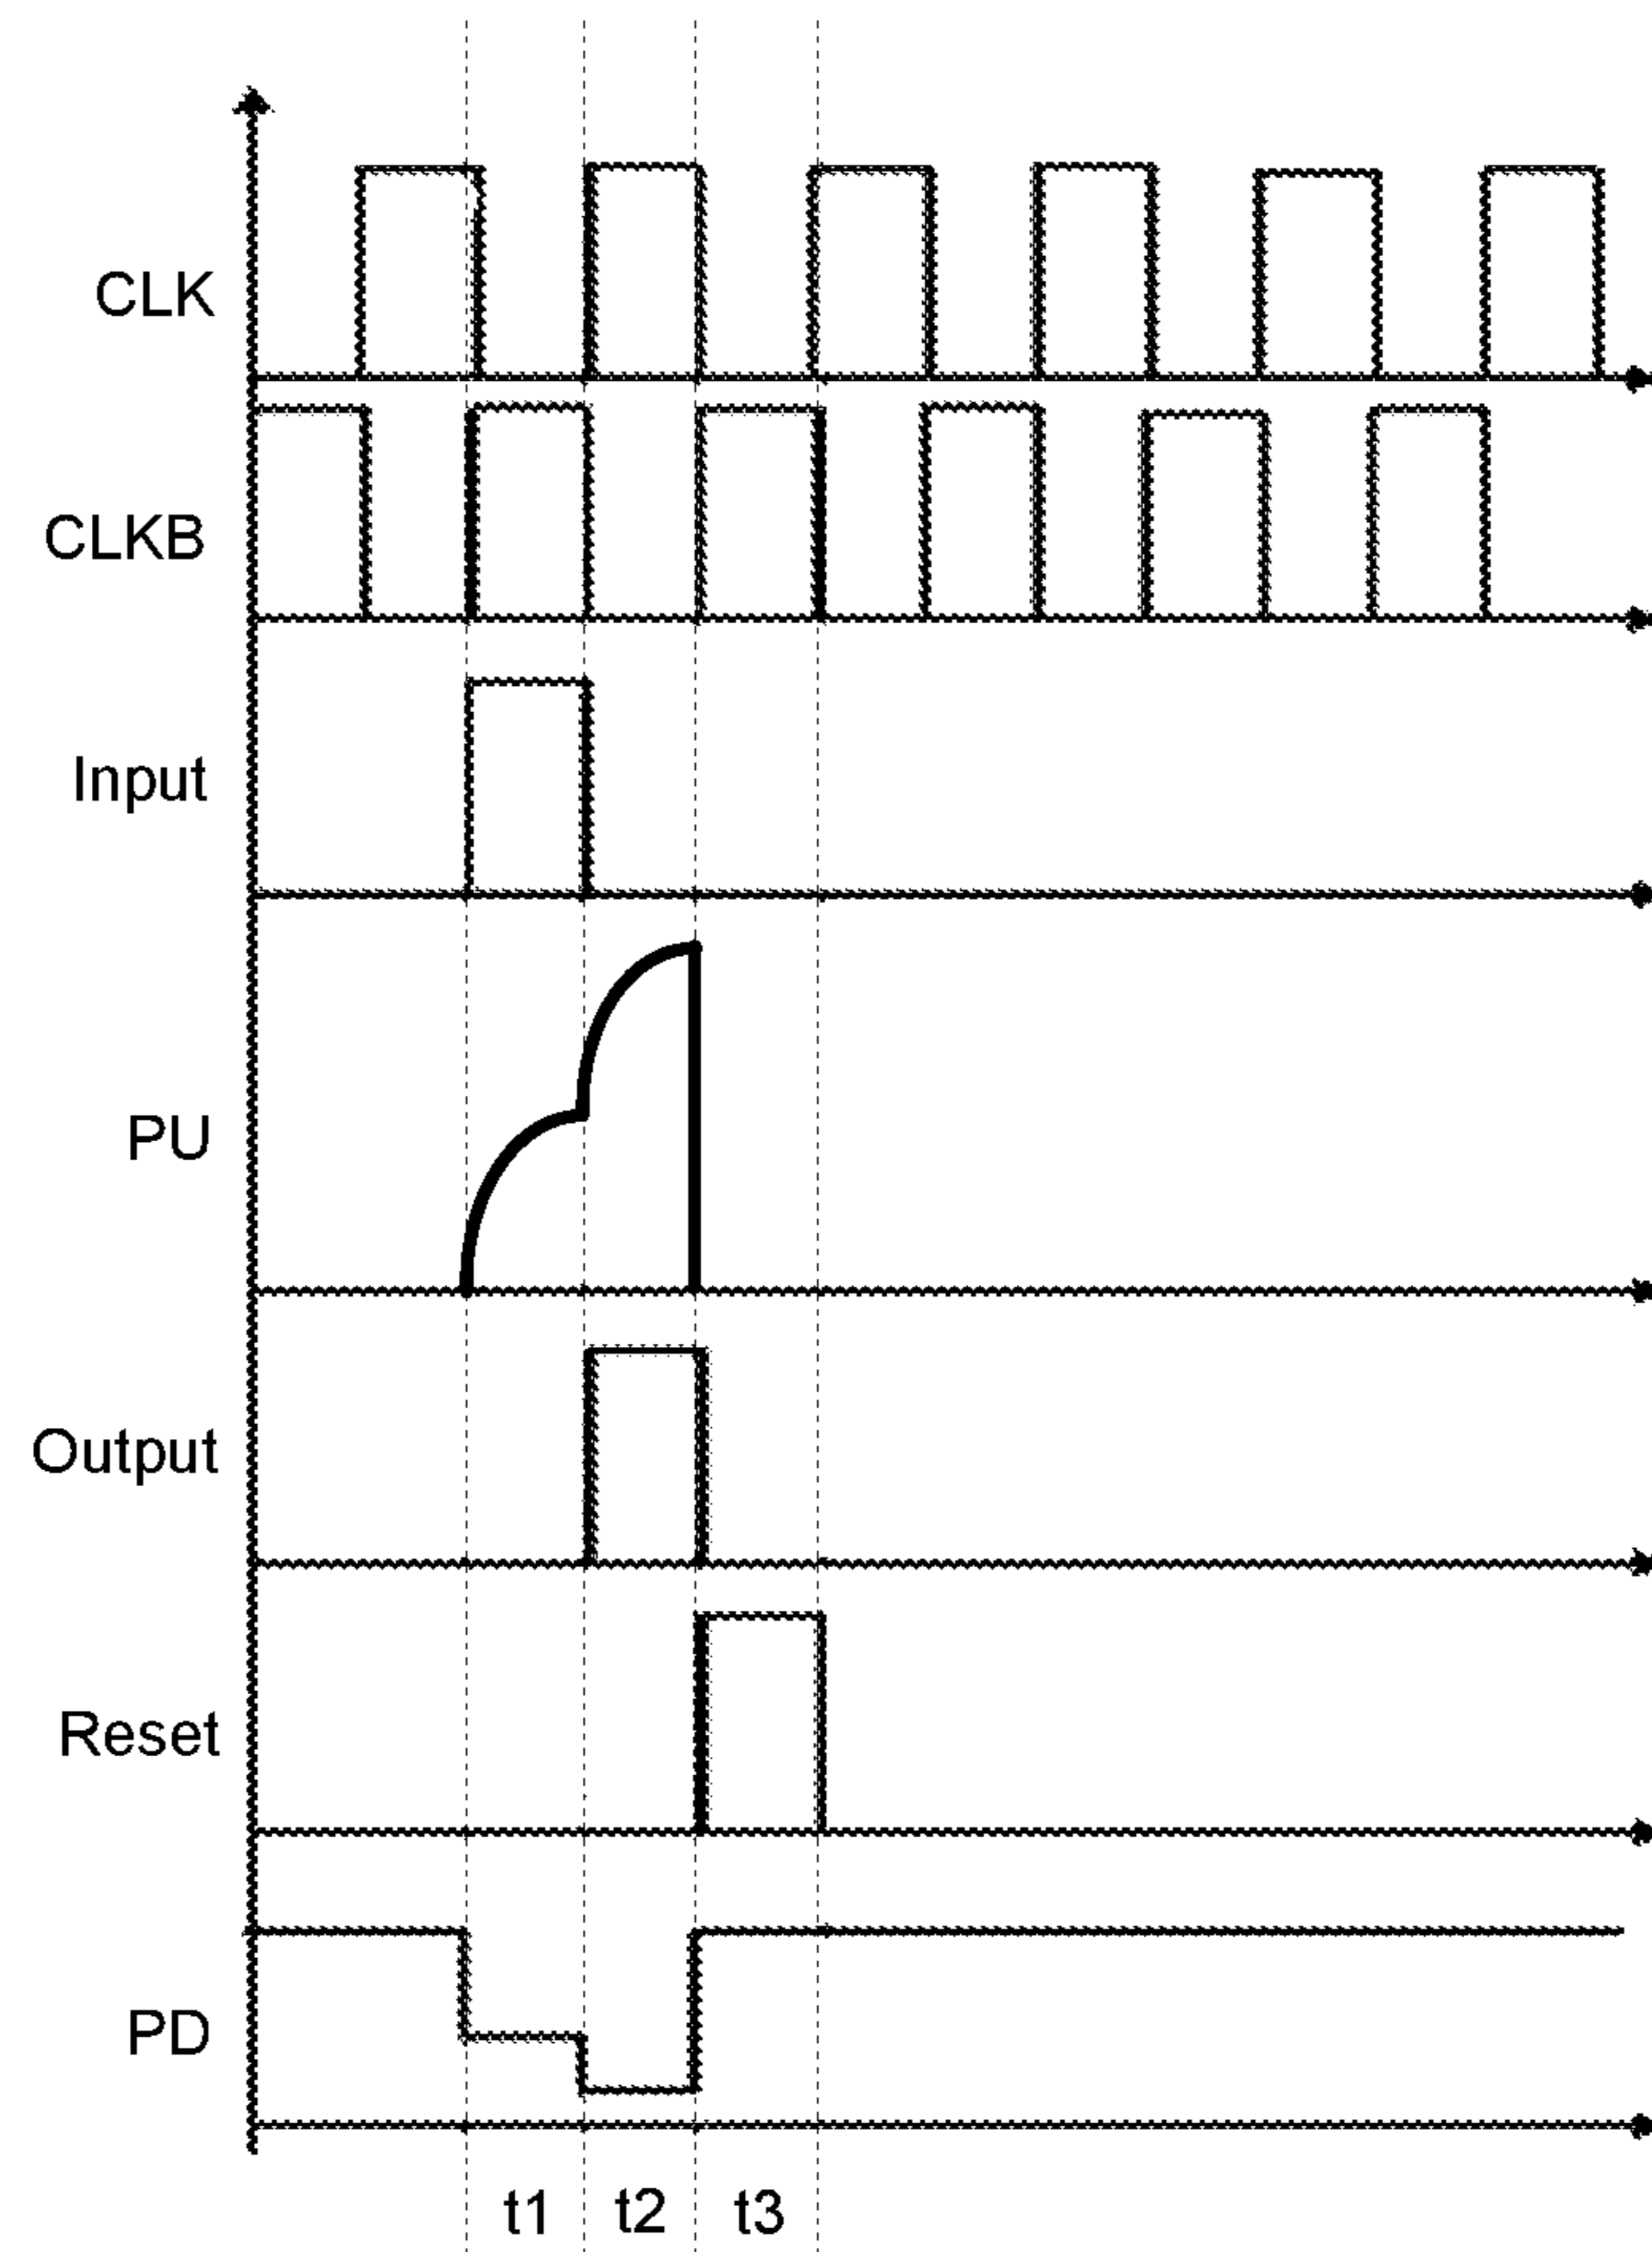 CLK
CLKB
Input
PU
Output
Reset
PD
t1 t2 t3